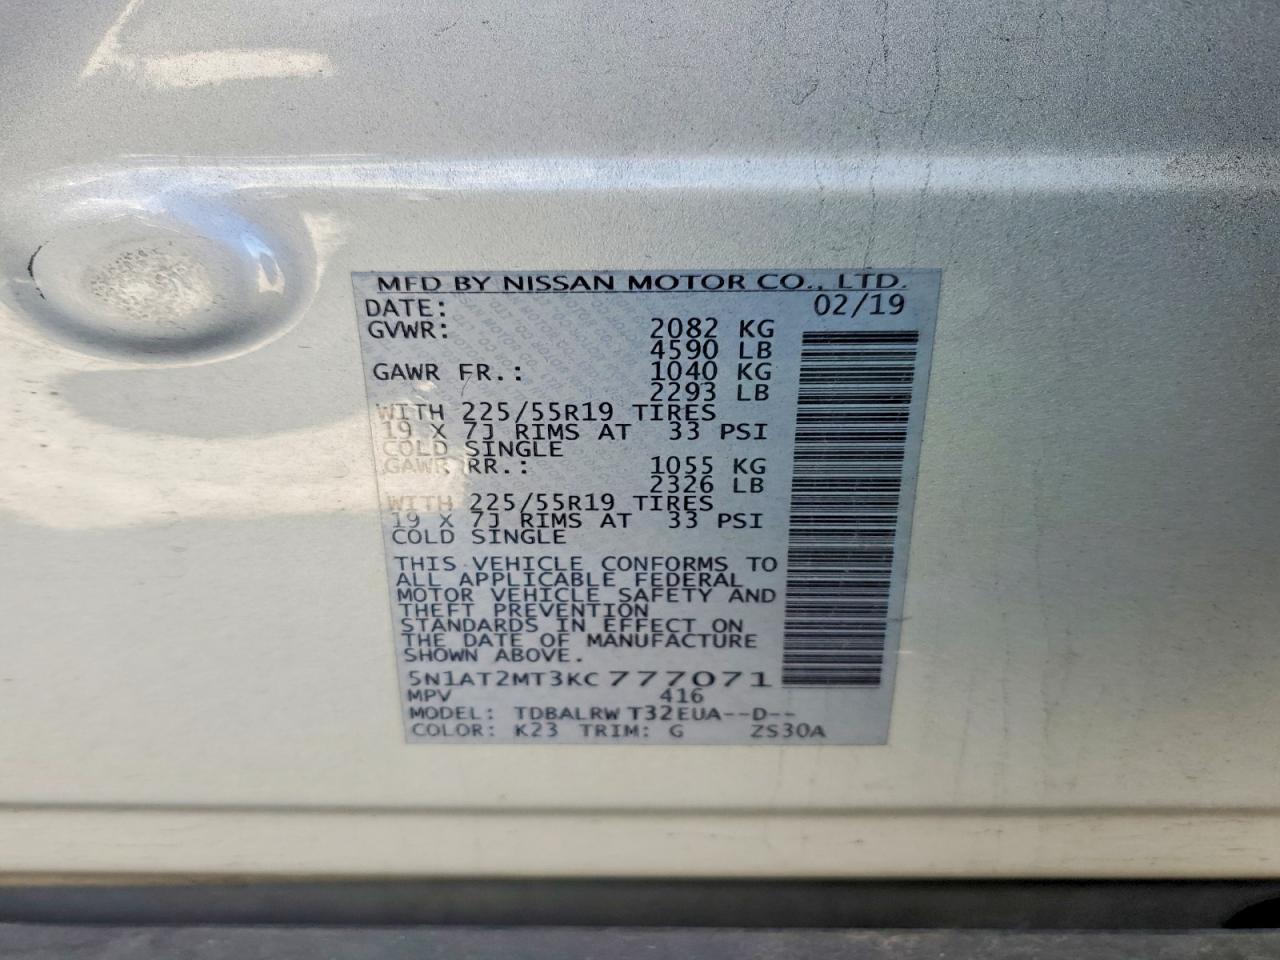 MFD BY NISSAN MOTOR CO., LTD.
DATE: 02/19
GVWR: 2082 KG
4590 LB
GAWR FR.: 1040 KG
2293 LB
WITH 225/55R19 TIRES
19 X 7J RIMS AT 33 PSI
COLD SINGLE
GAWR RR.: 1055 KG
2326 LB
WITH 225/55R19 TIRES
19 X 7J RIMS AT 33 PSI
COLD SINGLE
THIS VEHICLE CONFORMS TO
ALL APPLICABLE FEDERAL
MOTOR VEHICLE SAFETY AND
THEFT PREVENTION
STANDARDS IN EFFECT ON
THE DATE OF MANUFACTURE
SHOWN ABOVE.
5N1AT2MT3KC777071
MPV 416
MODEL: TDBALRW T32EUA--D--
COLOR: K23 TRIM: G ZS30A